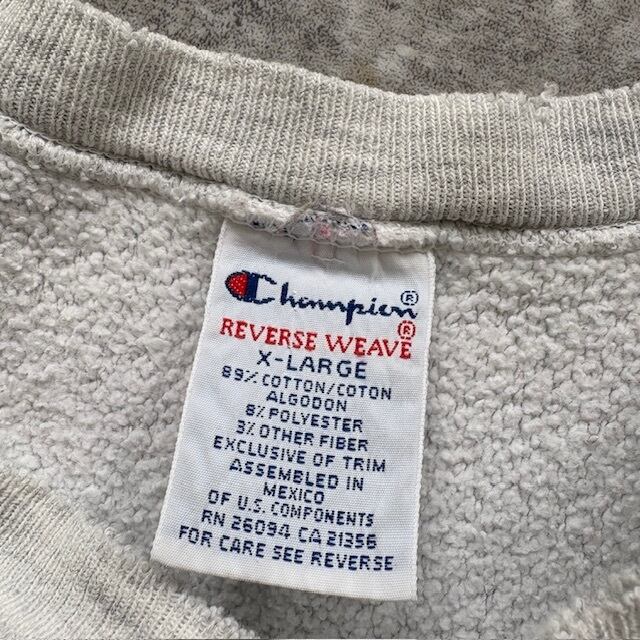 Champion®
REVERSE WEAVE®
X-LARGE
89% COTTON/COTON
ALGODON
8% POLYESTER
3% OTHER FIBER
EXCLUSIVE OF TRIM
ASSEMBLED IN
MEXICO
OF U.S. COMPONENTS
RN 26094 CA 21356
FOR CARE SEE REVERSE